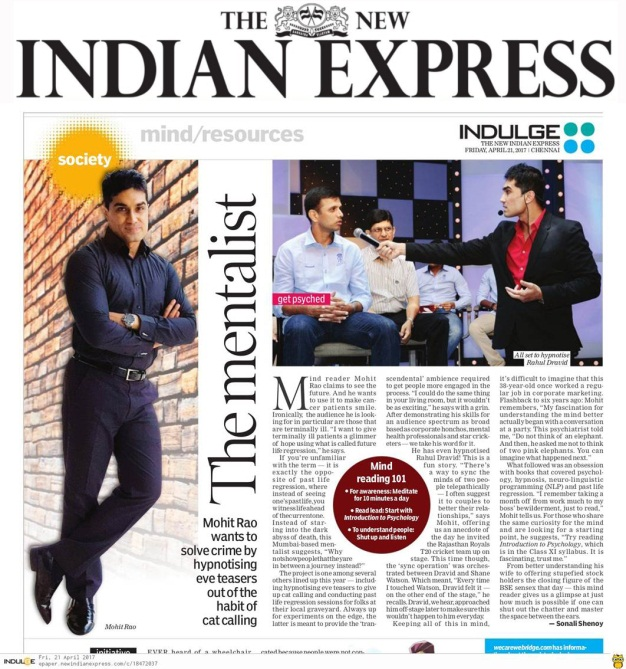 THE NEW
INDIAN EXPRESS
mind/resources
society
INDULGE
THE NEW INDIAN EXPRESS
FRIDAY, APRIL 21, 2017 | CHENNAI
The mentalist
get psyched
All set to hypnotise
Rahul Dravid
Mohit Rao
wants to
solve crime by
hypnotising
eve teasers
out of the
habit of
cat calling
Mohit Rao
Mind reader Mohit
Rao claims to see the
future. And he wants
to use it to make can-
cer patients smile.
Ironically, the audience he is look-
ing for in particular are those that
are terminally ill. "I want to give
terminally ill patients a glimmer
of hope using what is called future
life regression," he says.
If you're unfamiliar
with the term — it is
exactly the oppo-
site of past life
regression, where
instead of seeing
one's past life, you
witness life ahead
of the current one.
Instead of star-
ing into the dark
abyss of death, this
Mumbai-based men-
talist suggests, "Why
not show people that they are
in between a journey instead?"
The project is one among several
others lined up this year — includ-
ing hypnotising eve teasers to give
up cat calling and conducting past
life regression sessions for folks at
their local graveyard. Always up
for experiments on the edge, the
latter is meant to provide the 'tran-
scendental' ambience required
to get people more engaged in the
process. "I could do the same thing
in your living room, but it wouldn't
be as exciting," he says with a grin.
After demonstrating his skills for
an audience spectrum as broad
based as corporate honchos, mental
health professionals and star crick-
eters — we take his word for it.
He has even hypnotised
Rahul Dravid! This is a
fun story. "There's
a way to sync the
minds of two peo-
ple telepathically
— I often suggest
it to couples to
better their rela-
tionships," says
Mohit, offering
us an anecdote of
the day he invited
the Rajasthan Royals
T20 cricket team up on
stage. This time though,
the 'sync operation' was orches-
trated between Dravid and Shane
Watson. Which meant, "Every time
I touched Watson, Dravid felt it —
on the other end of the stage," he
recalls. Dravid, we hear, approached
him off-stage later to make sure this
wouldn't happen to him everyday.
Keeping all of this in mind,
Mind
reading 101
• For awareness: Meditate
for 10 minutes a day
• Read lead: Start with
Introduction to Psychology
• To understand people:
Shut up and listen
it's difficult to imagine that this
38-year-old once worked a regu-
lar job in corporate marketing.
Flashback to six years ago: Mohit
remembers, "My fascination for
understanding the mind better
actually began with a conversation
at a party. This psychiatrist told
me, "Do not think of an elephant.
And then, he asked me not to think
of two pink elephants. You can
imagine what happened next."
What followed was an obsession
with books that covered psychol-
ogy, hypnosis, neuro-linguistic
programming (NLP) and past life
regression. "I remember taking a
month off from work much to my
boss' bewilderment, just to read,"
Mohit tells us. For those who share
the same curiosity for the mind
and are looking for a starting
point, he suggests, "Try reading
Introduction to Psychology, which
is in the Class XI syllabus. It is
fascinating, trust me."
From better understanding his
wife to offering stupefied stock
holders the closing figure of the
BSE sensex that day — this mind
reader gives us a glimpse at just
how much is possible if one can
shut out the chatter and master
the space between the ears.
— Sonali Shenoy
initiative
EVER heard of a wheelchair
cated because people were not con-
wecarewebridge.com has informa-
INDULGE Fri, 21 April 2017
epaper.newindianexpress.com/c/18472037